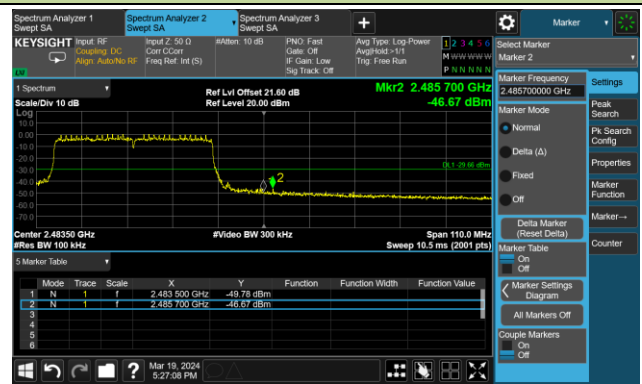 Spectrum Analyzer 1
Swept SA
Spectrum Analyzer 2
Swept SA
Spectrum Analyzer 3
Swept SA
Marker
KEYSIGHT
Input: RF
Coupling: DC
Align: Auto/No RF
Input Z: 50 Ω
Corr CCorr
Freq Ref: Int (S)
#Atten: 10 dB
PNO: Fast
Gate: Off
IF Gain: Low
Sig Track: Off
Avg Type: Log-Power
Avg|Hold:>1/1
Trig: Free Run
1 2 3 4 5 6
M W W W W W
P N N N N N
LU
1 Spectrum
Scale/Div 10 dB
Log
Ref Lvl Offset 21.60 dB
Ref Level 20.00 dBm
Mkr2 2.485 700 GHz
-46.67 dBm
10.0
0.00
-10.0
-20.0
-30.0
-40.0
-50.0
-60.0
-70.0
DL1 -29.66 dBm
2
Center 2.48350 GHz
#Res BW 100 kHz
#Video BW 300 kHz
Span 110.0 MHz
Sweep 10.5 ms (2001 pts)
5 Marker Table
Mode Trace Scale X Y Function Function Width Function Value
1 N 1 f 2.483 500 GHz -49.78 dBm
2 N 1 f 2.485 700 GHz -46.67 dBm
3
4
5
6
Mar 19, 2024
5:27:08 PM
Select Marker
Marker 2
Marker Frequency
2.485700000 GHz
Marker Mode
Normal
Delta (Δ)
Fixed
Off
Delta Marker
(Reset Delta)
Marker Table
On
Off
Marker Settings
Diagram
All Markers Off
Couple Markers
On
Off
Settings
Peak
Search
Pk Search
Config
Properties
Marker
Function
Marker→
Counter